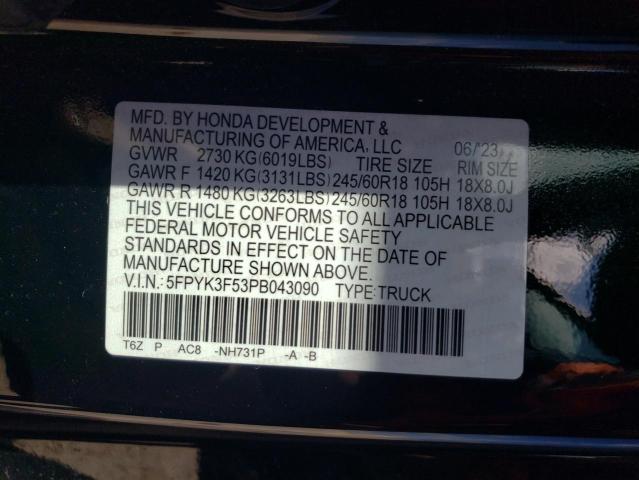 MFD. BY HONDA DEVELOPMENT &
MANUFACTURING OF AMERICA, LLC 06/'23
GVWR 2730 KG(6019LBS) TIRE SIZE RIM SIZE
GAWR F 1420 KG(3131LBS) 245/60R18 105H 18X8.0J
GAWR R 1480 KG(3263LBS) 245/60R18 105H 18X8.0J
THIS VEHICLE CONFORMS TO ALL APPLICABLE
FEDERAL MOTOR VEHICLE SAFETY
STANDARDS IN EFFECT ON THE DATE OF
MANUFACTURE SHOWN ABOVE.
V.I.N.: 5FPYK3F53PB043090 TYPE:TRUCK
T6Z P AC8 -NH731P -A -B